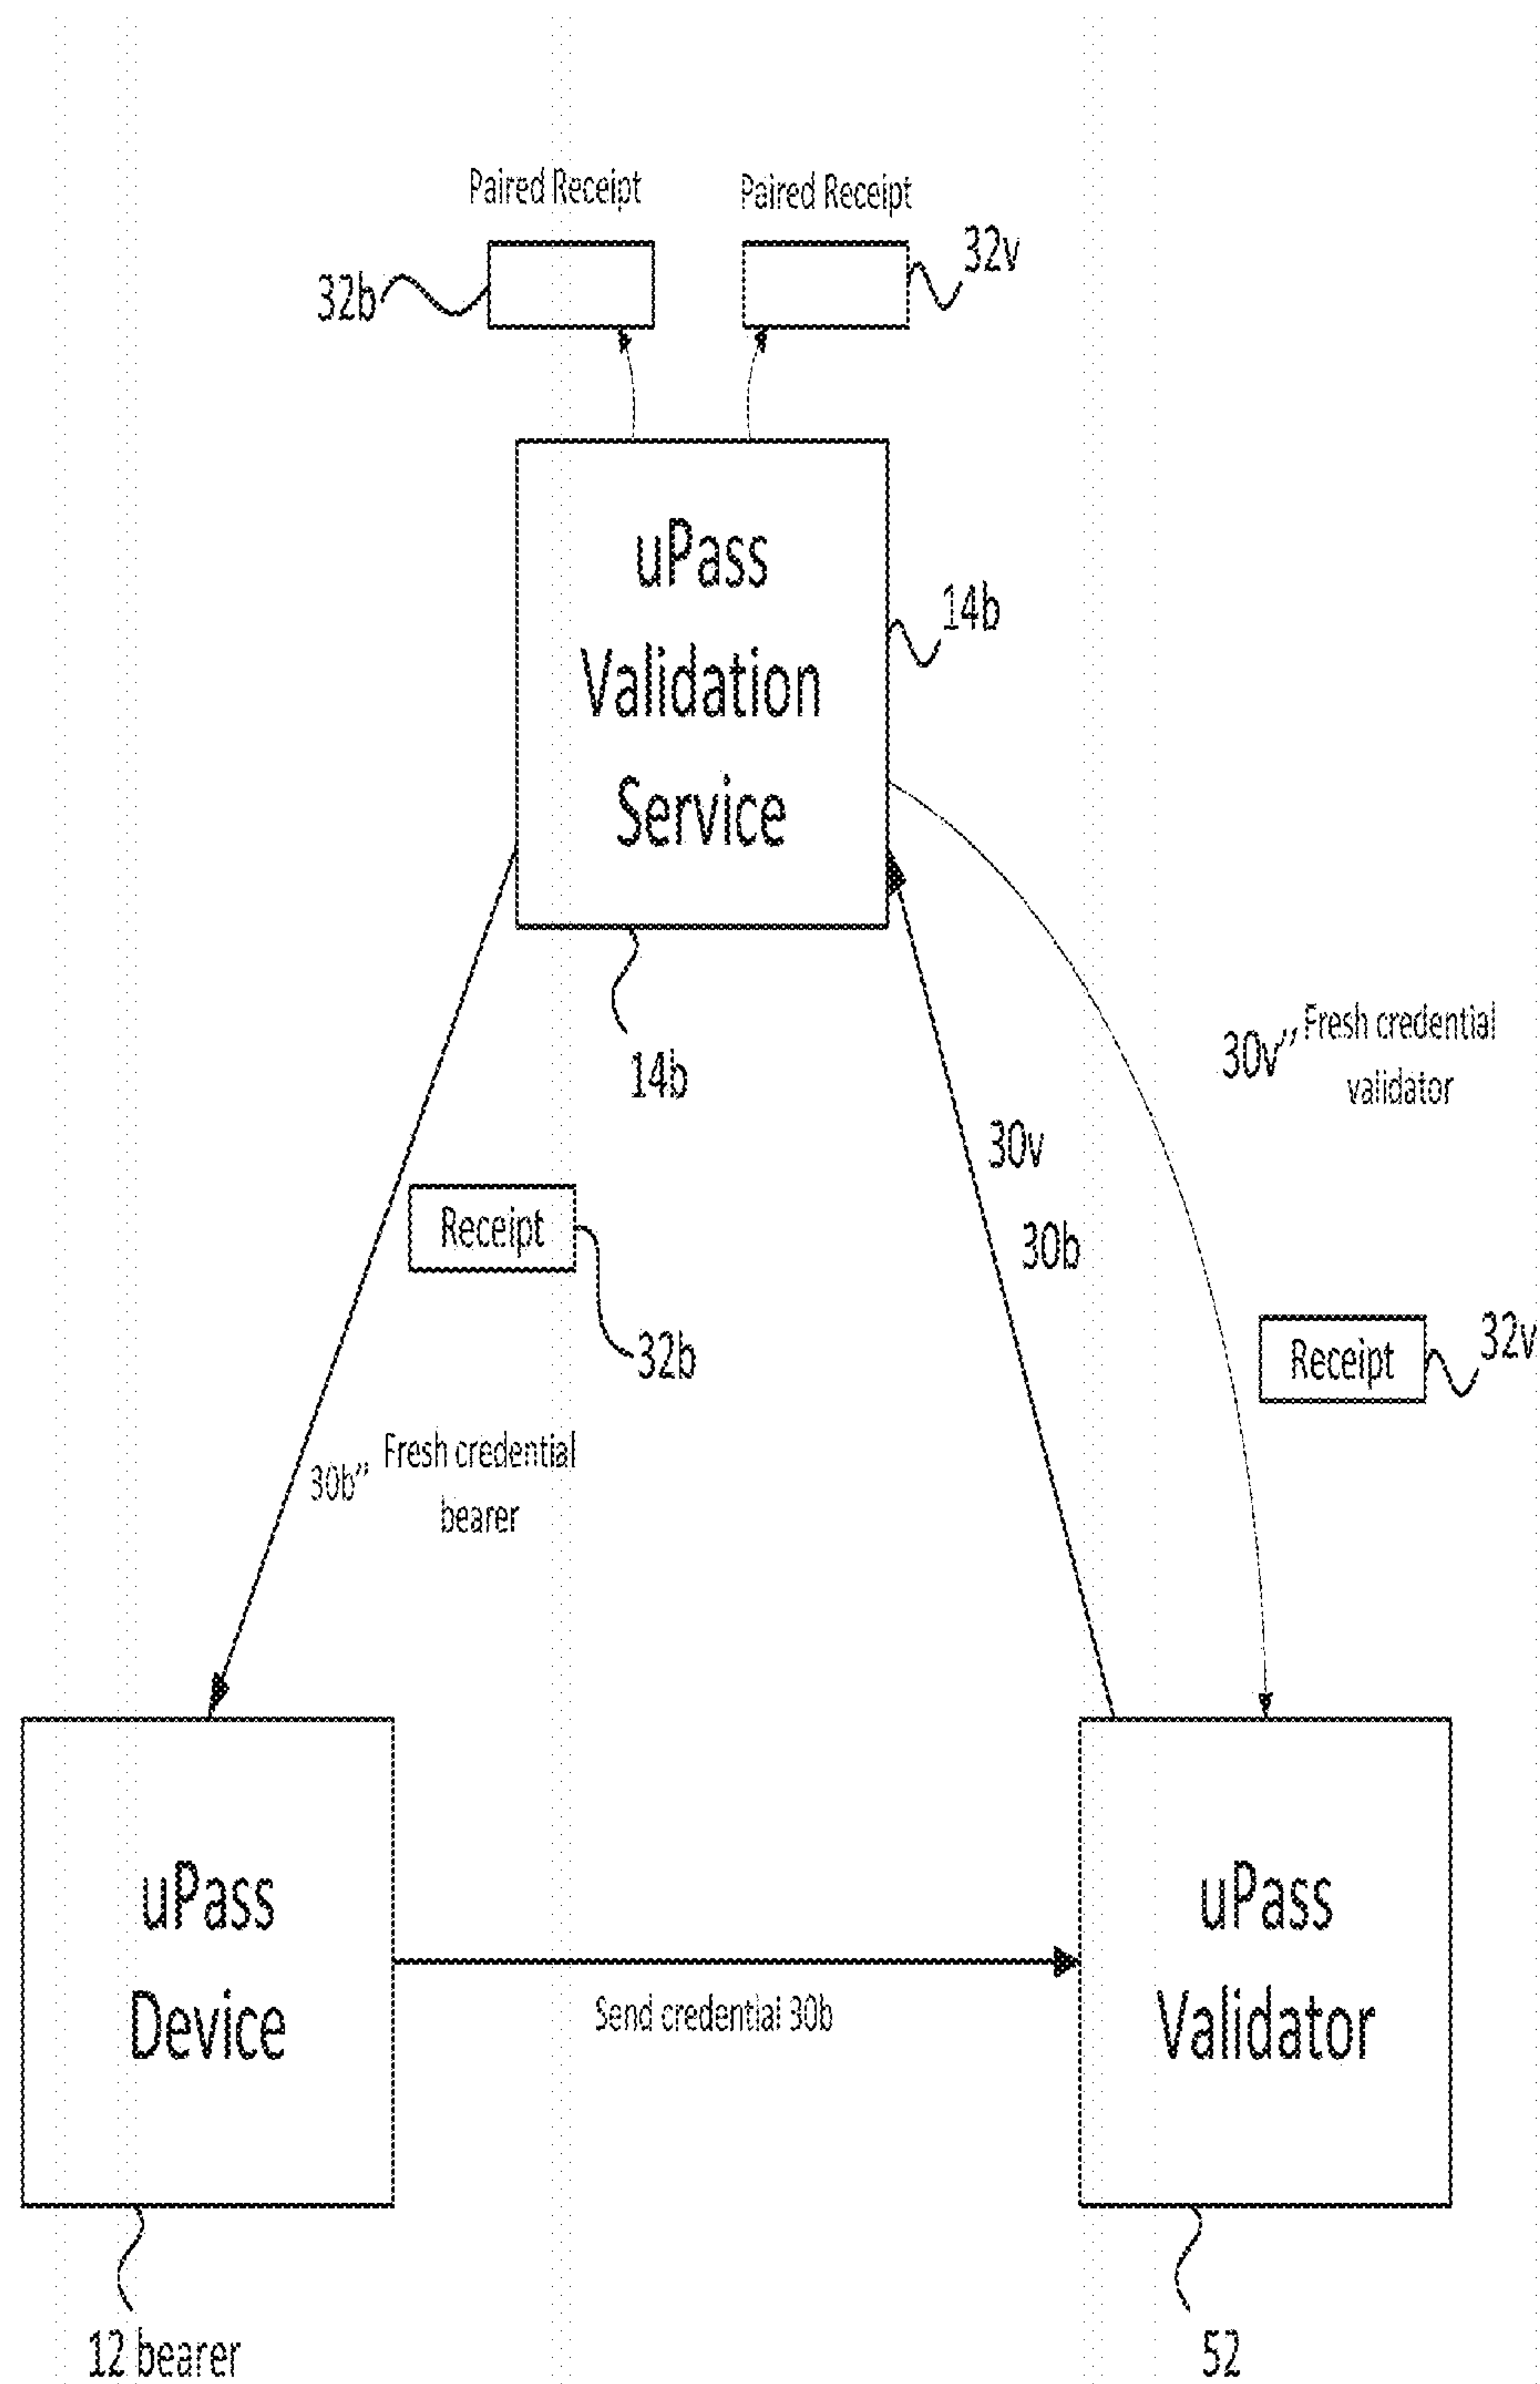 Paired Receipt
Paired Receipt
32b
32v
uPass
Validation
Service
14b
14b
30v’’ Fresh credential
validator
30v
30b
Receipt
32b
Receipt
32v
30b’’ Fresh credential
bearer
uPass
Device
Send credential 30b
uPass
Validator
12 bearer
52